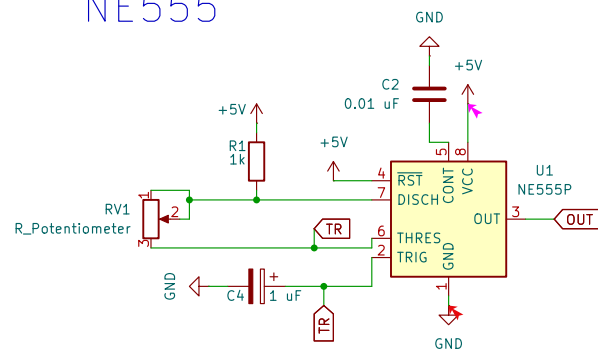 NE555
GND
+5V
C2
0.01 uF
+5V
R1
1k
+5V
5
8
U1
NE555P
4
RST
CONT
VCC
7
DISCH
1
RV1
2
R_Potentiometer
3
TR
OUT
3
OUT
6
THRES
2
TRIG
GND
GND
+
C4
1 uF
1
TR
GND